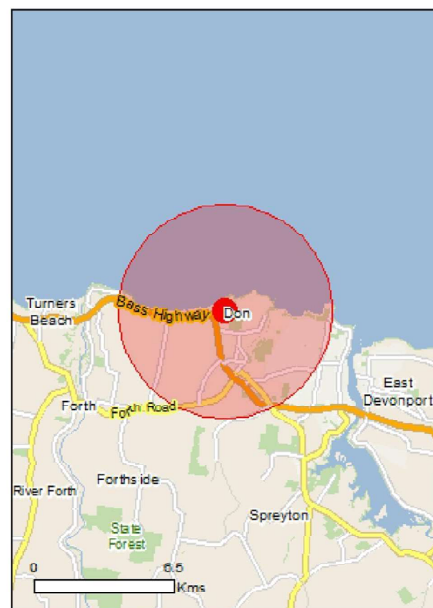 Turners
Beach
Bass Highway
Don
East
Devonport
Forth
Forth Road
River Forth
Forthside
State
Forest
Spreyton
0
6.5
Kms